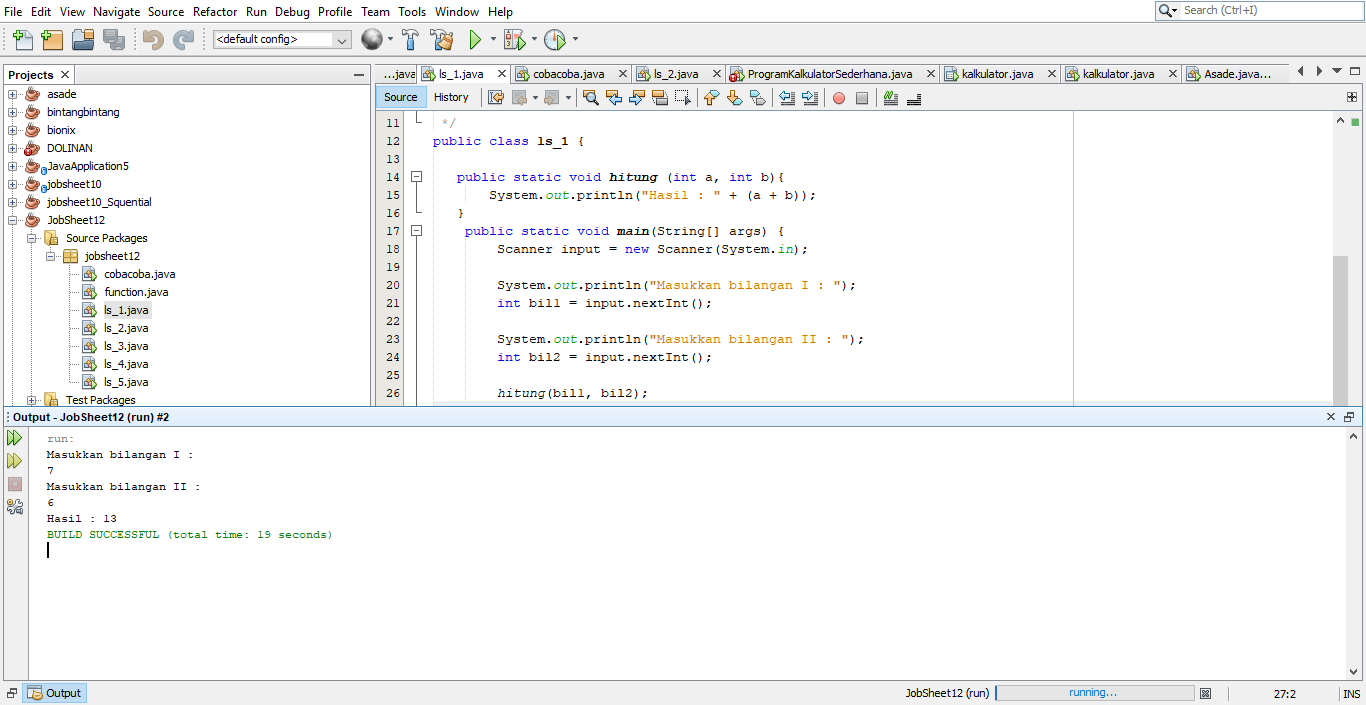 File Edit View Navigate Source Refactor Run Debug Profile Team Tools Window Help
Search (Ctrl+I)
<default config>
Projects
...java ls_1.java cobacoba.java ls_2.java ProgramKalkulatorSederhana.java kalkulator.java kalkulator.java Asade.java...
Source History
asade
bintangbintang
bionix
DOLINAN
JavaApplication5
jobsheet10
jobsheet10_Squential
JobSheet12
Source Packages
jobsheet12
cobacoba.java
function.java
ls_1.java
ls_2.java
ls_3.java
ls_4.java
ls_5.java
Test Packages
11 */
12 public class ls_1 {
13
14 public static void hitung (int a, int b){
15 System.out.println("Hasil : " + (a + b));
16 }
17 public static void main(String[] args) {
18 Scanner input = new Scanner(System.in);
19
20 System.out.println("Masukkan bilangan I : ");
21 int bil1 = input.nextInt();
22
23 System.out.println("Masukkan bilangan II : ");
24 int bil2 = input.nextInt();
25
26 hitung(bil1, bil2);
Output - JobSheet12 (run) #2
run:
Masukkan bilangan I :
7
Masukkan bilangan II :
6
Hasil : 13
BUILD SUCCESSFUL (total time: 19 seconds)
Output
JobSheet12 (run) running... 27:2 INS